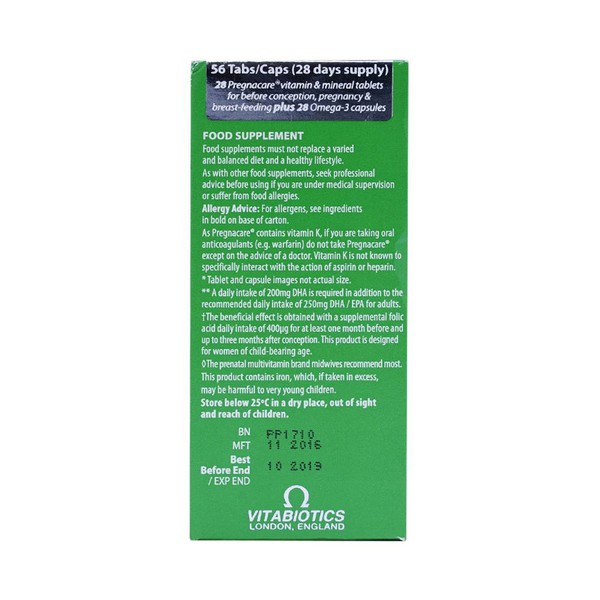 56 Tabs/Caps (28 days supply)
28 Pregnacare® vitamin & mineral tablets
for before conception, pregnancy &
breast-feeding plus 28 Omega-3 capsules
FOOD SUPPLEMENT
Food supplements must not replace a varied
and balanced diet and a healthy lifestyle.
As with other food supplements, seek professional
advice before using if you are under medical supervision
or suffer from food allergies.
Allergy Advice: For allergens, see ingredients
in bold on base of carton.
As Pregnacare® contains vitamin K, if you are taking oral
anticoagulants (e.g. warfarin) do not take Pregnacare®
except on the advice of a doctor. Vitamin K is not known to
specifically interact with the action of aspirin or heparin.
* Tablet and capsule images not actual size.
** A daily intake of 200mg DHA is required in addition to the
recommended daily intake of 250mg DHA / EPA for adults.
†The beneficial effect is obtained with a supplemental folic
acid daily intake of 400µg for at least one month before and
up to three months after conception. This product is designed
for women of child-bearing age.
◊The prenatal multivitamin brand midwives recommend most.
This product contains iron, which, if taken in excess,
may be harmful to very young children.
Store below 25ºC in a dry place, out of sight
and reach of children.
BN PP1710
MFT 11 2016
Best
Before End 10 2019
/ EXP END
VITABIOTICS
LONDON, ENGLAND